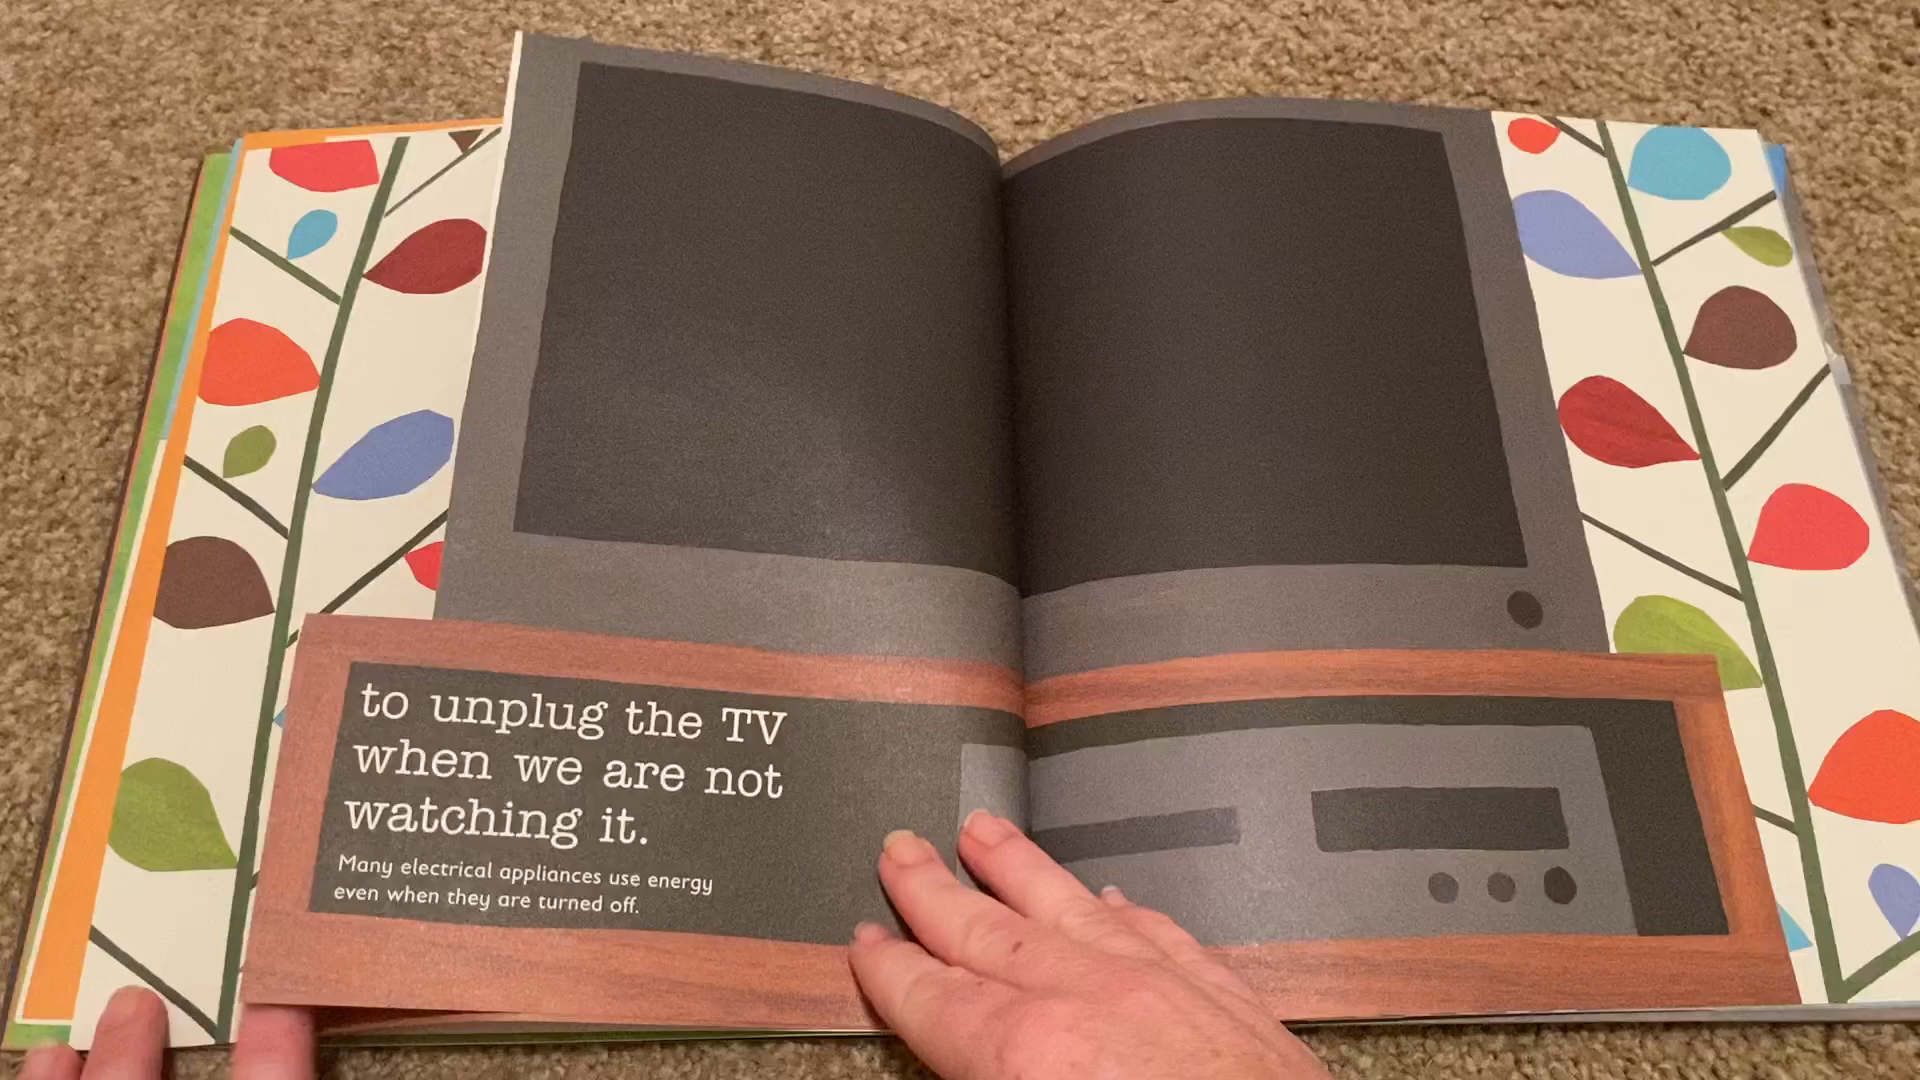 to unplug the TV
when we are not
watching it.
Many electrical appliances use energy
even when they are turned off.